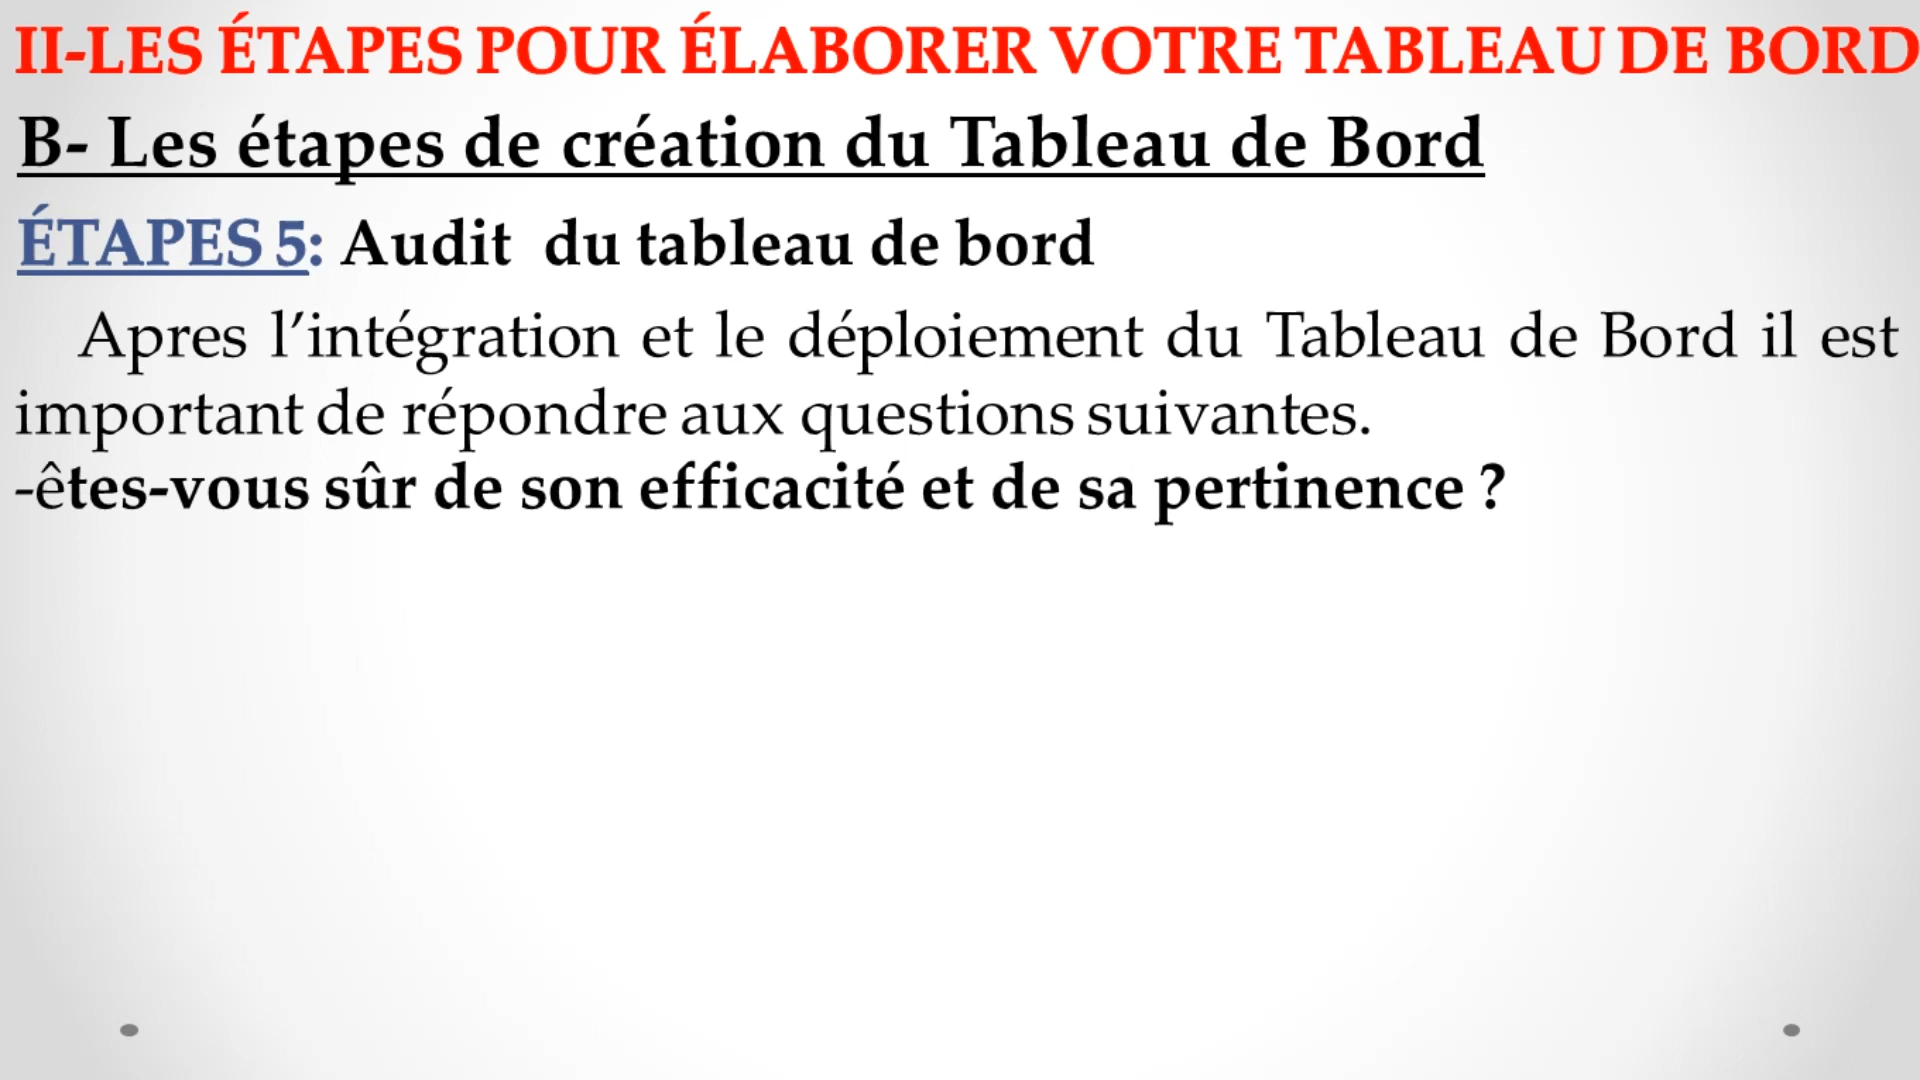 II-LES ÉTAPES POUR ÉLABORER VOTRE TABLEAU DE BORD
B- Les étapes de création du Tableau de Bord
ÉTAPES 5: Audit du tableau de bord
Apres l’intégration et le déploiement du Tableau de Bord il est
important de répondre aux questions suivantes.
-êtes-vous sûr de son efficacité et de sa pertinence ?